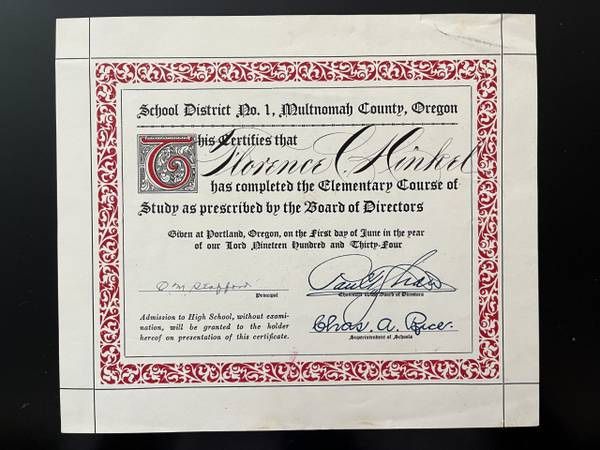 School District No. 1, Multnomah County, Oregon
This Certifies that
Florence C. Hinkel
has completed the Elementary Course of
Study as prescribed by the Board of Directors
Given at Portland, Oregon, on the First day of June in the year
of our Lord Nineteen Hundred and Thirty-Four
Stafford
Principal
Chairman of the Board of Directors
Admission to High School, without exami-
nation, will be granted to the holder
hereof on presentation of this certificate.
Chas. A. Rice.
Superintendent of Schools